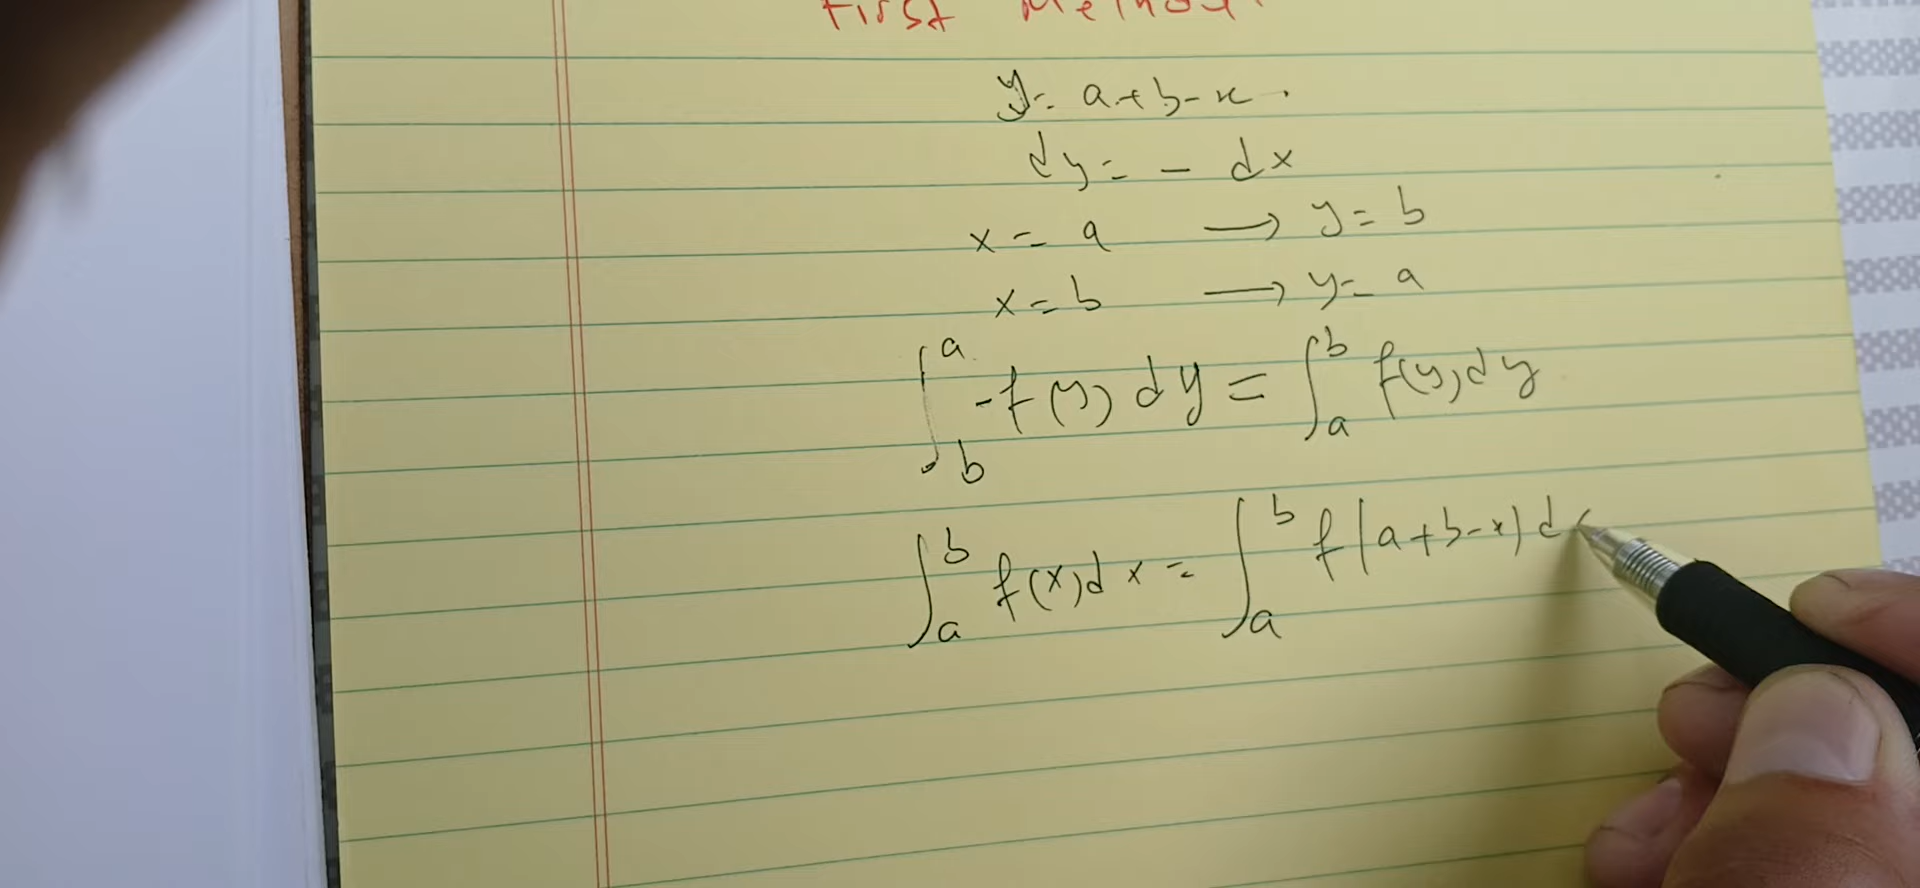 First Method:
y = a+b-x.
dy = - dx
x = a → y = b
x = b → y = a
∫_b^a -f(y) dy = ∫_a^b f(y) dy
∫_a^b f(x) dx = ∫_a^b f(a+b-x) d